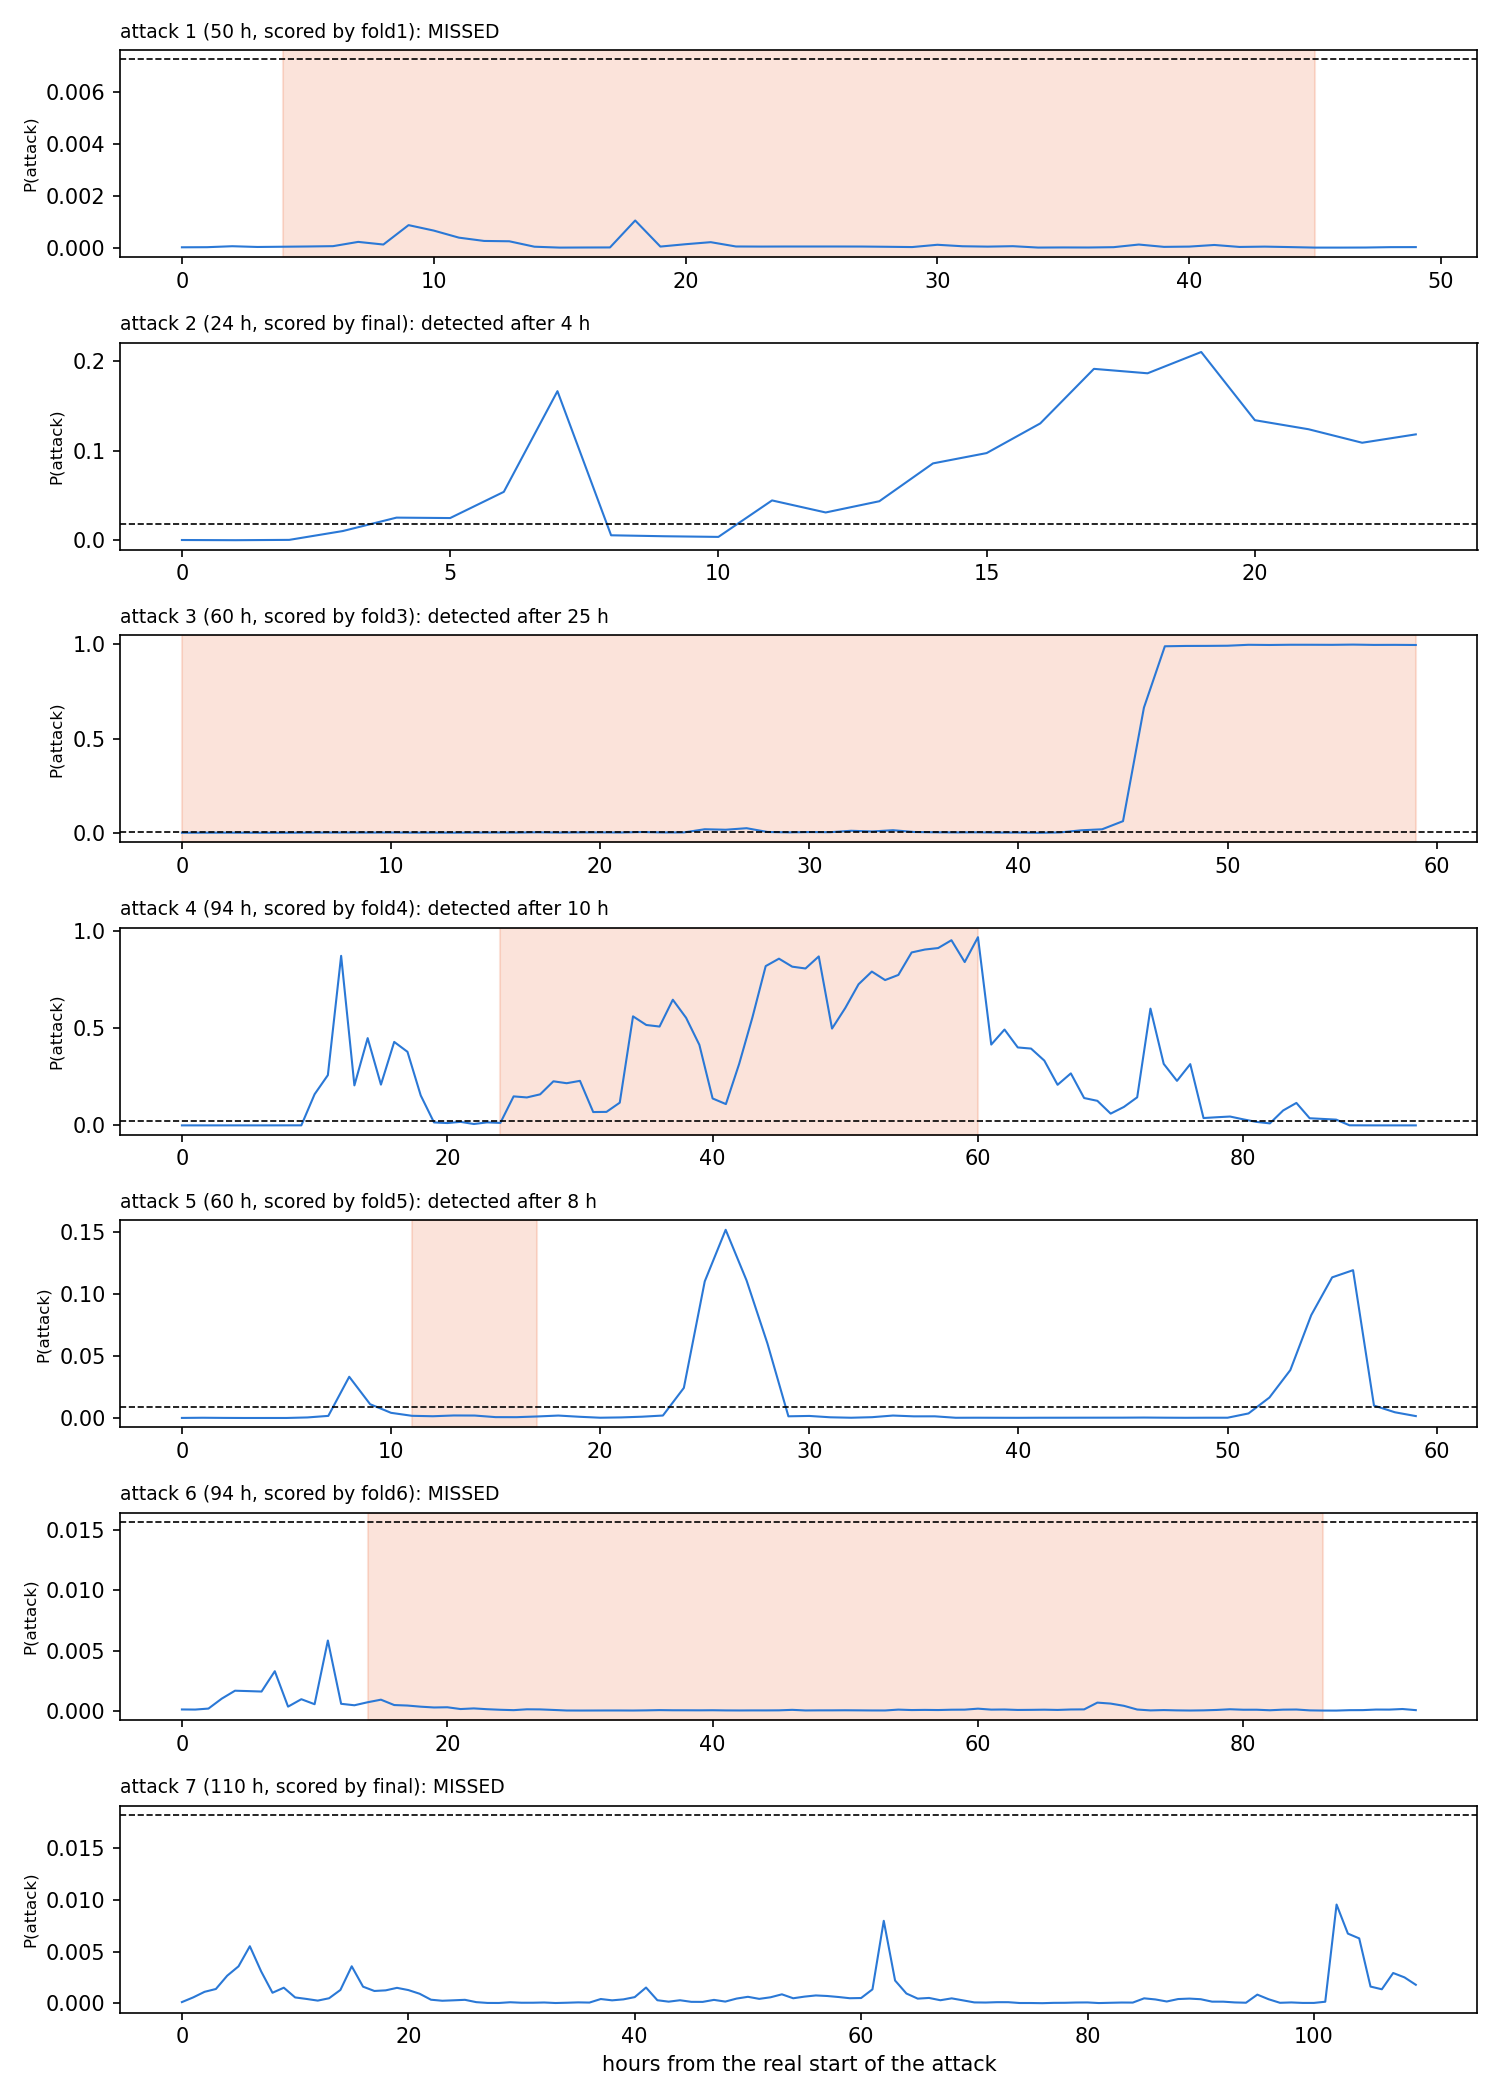 attack 1 (50 h, scored by fold1): MISSED
P(attack)
0.006
0.004
0.002
0.000
0 10 20 30 40 50
attack 2 (24 h, scored by final): detected after 4 h
P(attack)
0.2
0.1
0.0
0 5 10 15 20
attack 3 (60 h, scored by fold3): detected after 25 h
P(attack)
1.0
0.5
0.0
0 10 20 30 40 50 60
attack 4 (94 h, scored by fold4): detected after 10 h
P(attack)
1.0
0.5
0.0
0 20 40 60 80
attack 5 (60 h, scored by fold5): detected after 8 h
P(attack)
0.15
0.10
0.05
0.00
0 10 20 30 40 50 60
attack 6 (94 h, scored by fold6): MISSED
P(attack)
0.015
0.010
0.005
0.000
0 20 40 60 80
attack 7 (110 h, scored by final): MISSED
P(attack)
0.015
0.010
0.005
0.000
0 20 40 60 80 100
hours from the real start of the attack